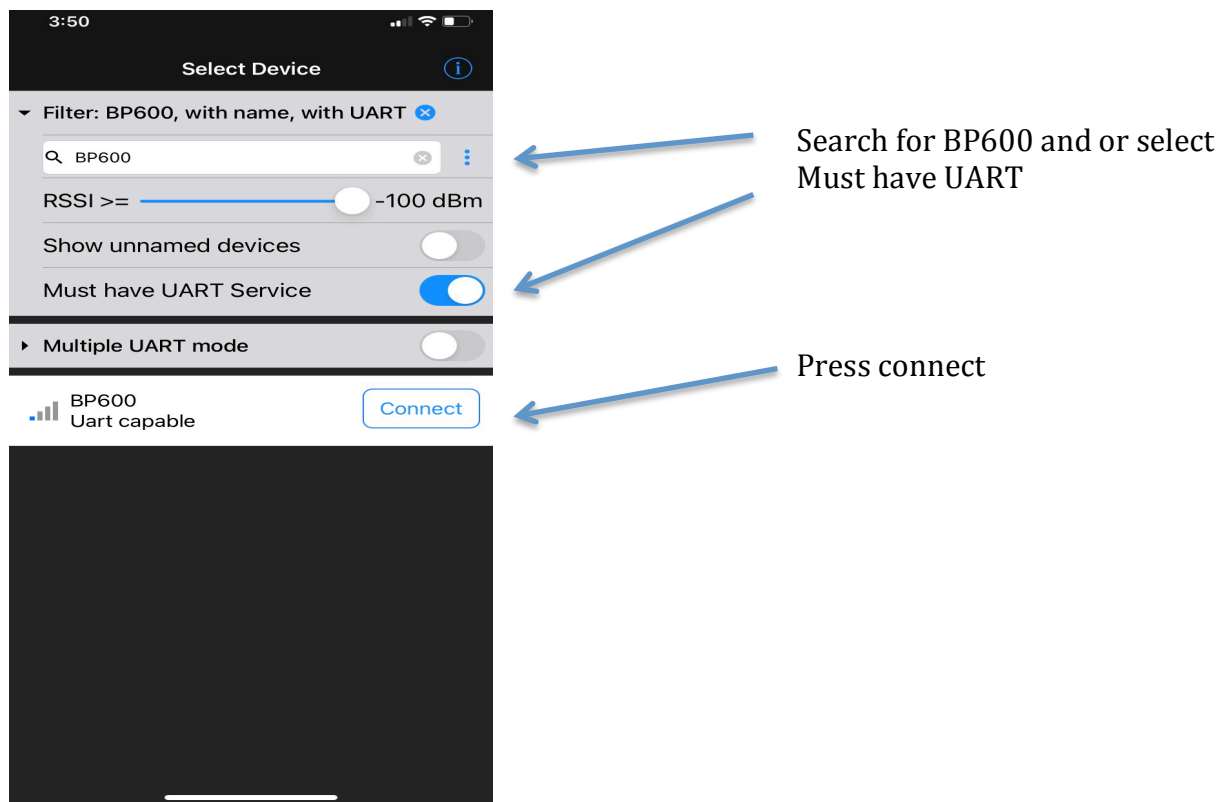 3:50
Select Device
Filter: BP600, with name, with UART
BP600
RSSI >= -100 dBm
Show unnamed devices
Must have UART Service
Multiple UART mode
BP600
Uart capable
Connect
Search for BP600 and or select
Must have UART
Press connect